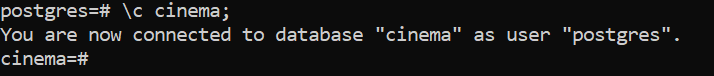 postgres=# \c cinema;
You are now connected to database "cinema" as user "postgres".
cinema=#